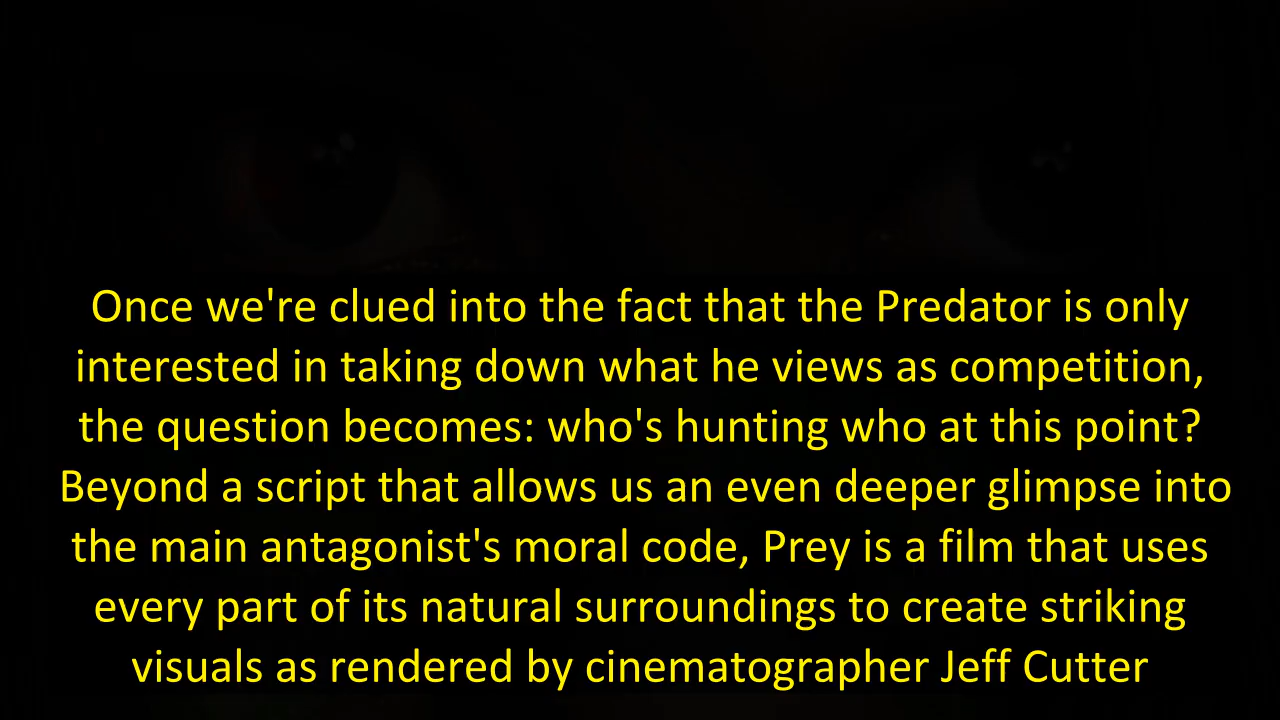 Once we're clued into the fact that the Predator is only
interested in taking down what he views as competition,
the question becomes: who's hunting who at this point?
Beyond a script that allows us an even deeper glimpse into
the main antagonist's moral code, Prey is a film that uses
every part of its natural surroundings to create striking
visuals as rendered by cinematographer Jeff Cutter